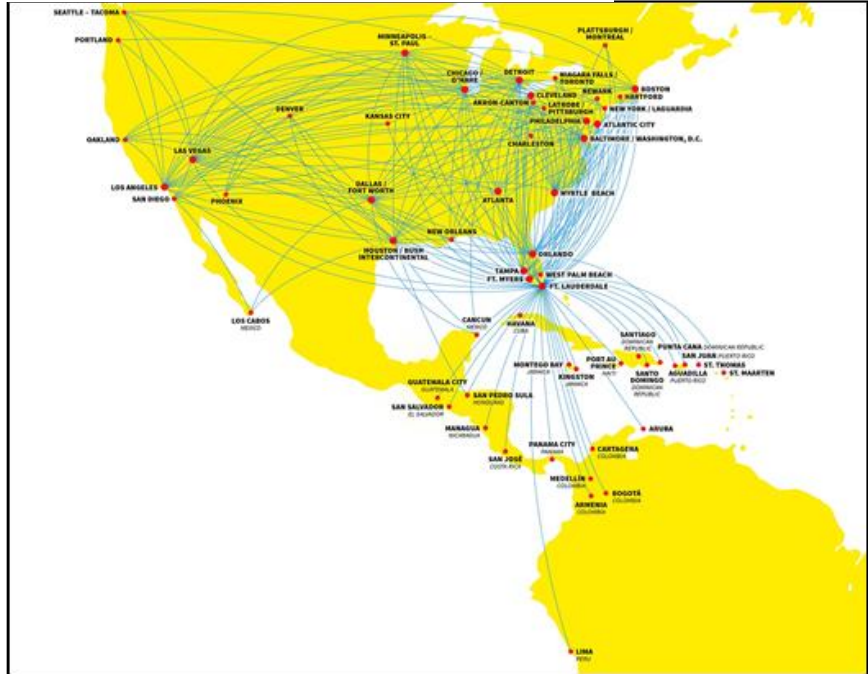 SEATTLE – TACOMA
PORTLAND
MINNEAPOLIS –
ST. PAUL
PLATTSBURGH /
MONTREAL
CHICAGO /
O'HARE
DETROIT
NIAGARA FALLS /
TORONTO
CLEVELAND
NEWARK
BOSTON
HARTFORD
AKRON-CANTON
LATROBE /
PITTSBURGH
NEW YORK / LAGUARDIA
PHILADELPHIA
ATLANTIC CITY
BALTIMORE / WASHINGTON, D.C.
CHARLESTON
DENVER
KANSAS CITY
OAKLAND
LAS VEGAS
LOS ANGELES
SAN DIEGO
PHOENIX
DALLAS /
FORT WORTH
ATLANTA
MYRTLE BEACH
NEW ORLEANS
HOUSTON / BUSH
INTERCONTINENTAL
ORLANDO
TAMPA
WEST PALM BEACH
FT. MYERS
FT. LAUDERDALE
LOS CABOS
MEXICO
CANCUN
MEXICO
HAVANA
CUBA
SANTIAGO
DOMINICAN
REPUBLIC
PUNTA CANA DOMINICAN REPUBLIC
SAN JUAN PUERTO RICO
MONTEGO BAY
JAMAICA
KINGSTON
JAMAICA
PORT AU
PRINCE
HAITI
SANTO
DOMINGO
DOMINICAN
REPUBLIC
AGUADILLA
PUERTO RICO
ST. THOMAS
ST. MAARTEN
GUATEMALA CITY
GUATEMALA
SAN PEDRO SULA
HONDURAS
SAN SALVADOR
EL SALVADOR
MANAGUA
NICARAGUA
SAN JOSÉ
COSTA RICA
PANAMA CITY
PANAMA
ARUBA
CARTAGENA
COLOMBIA
MEDELLÍN
COLOMBIA
BOGOTÁ
COLOMBIA
ARMENIA
COLOMBIA
LIMA
PERU